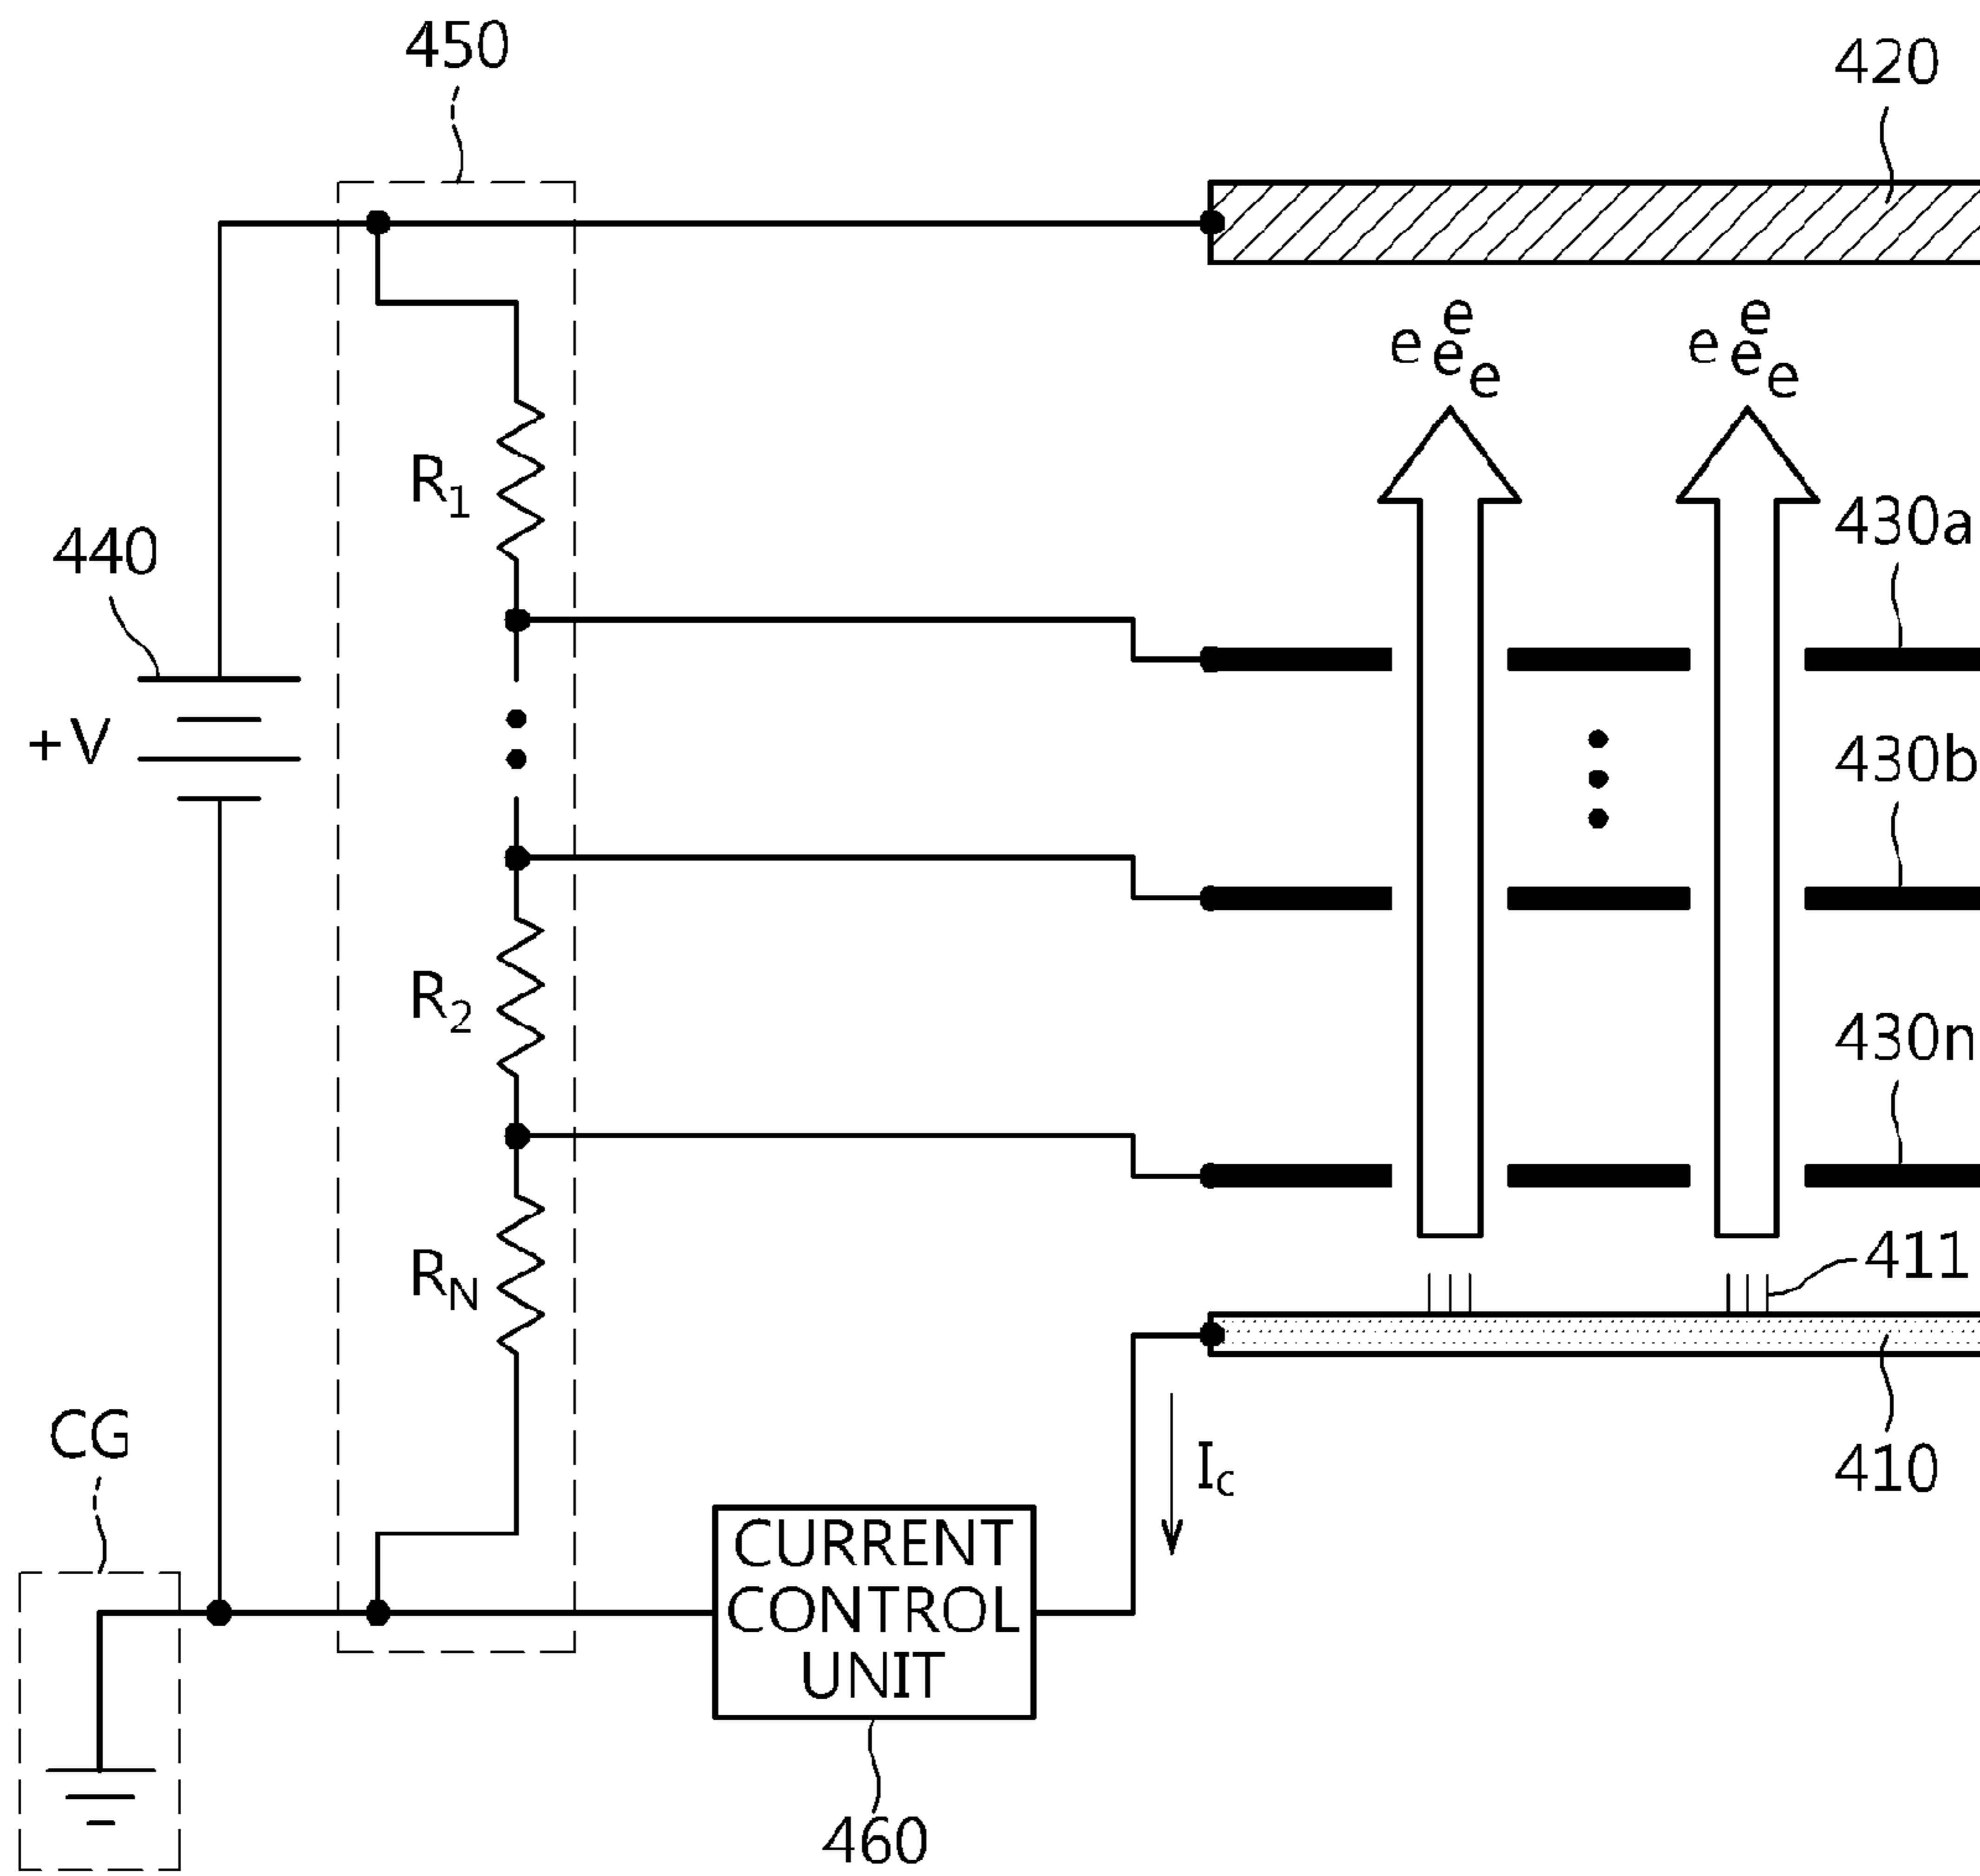 450
420
e e e e
e e e e
R1
430a
440
+V
430b
R2
430n
411
RN
CG
IC
410
CURRENT
CONTROL
UNIT
460